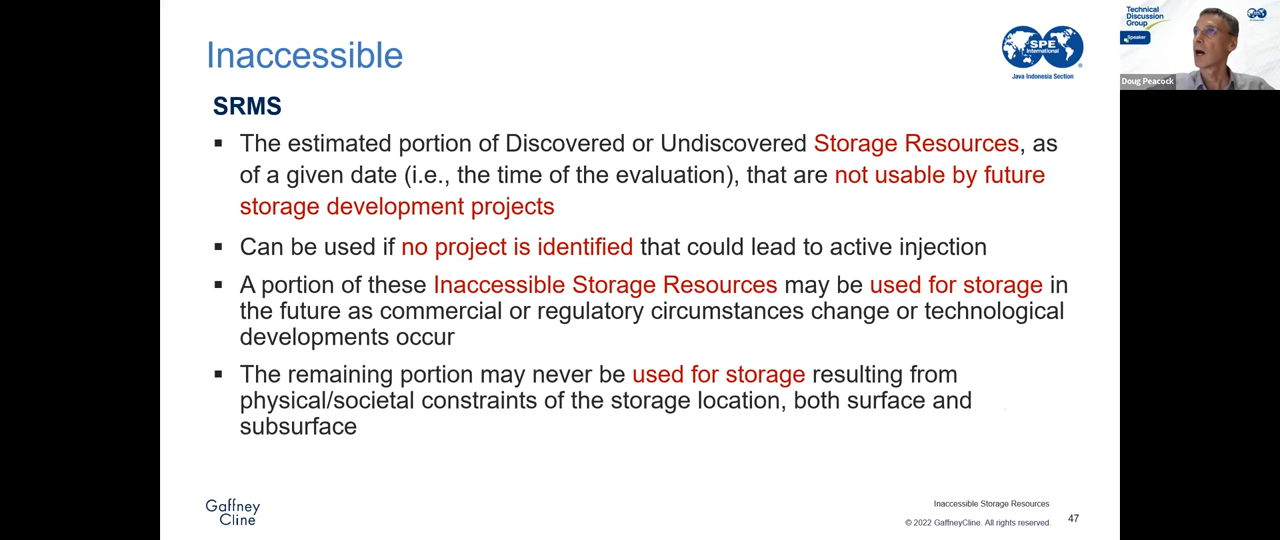 Inaccessible
SPE
International
®
Java Indonesia Section
SRMS
▪ The estimated portion of Discovered or Undiscovered Storage Resources, as
of a given date (i.e., the time of the evaluation), that are not usable by future
storage development projects
▪ Can be used if no project is identified that could lead to active injection
▪ A portion of these Inaccessible Storage Resources may be used for storage in
the future as commercial or regulatory circumstances change or technological
developments occur
▪ The remaining portion may never be used for storage resulting from
physical/societal constraints of the storage location, both surface and
subsurface
Gaffney
Cline
Inaccessible Storage Resources
© 2022 GaffneyCline. All rights reserved.
47
Technical
Discussion
Group
Speaker
Doug Peacock